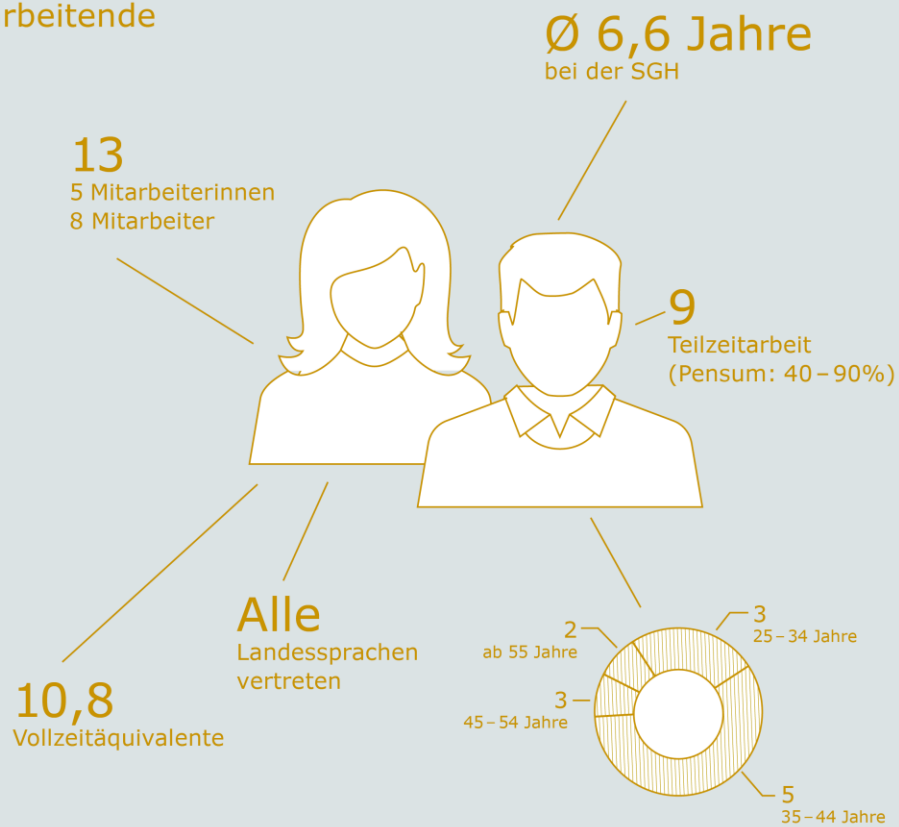 rbeitende
Ø 6,6 Jahre
bei der SGH
13
5 Mitarbeiterinnen
8 Mitarbeiter
9
Teilzeitarbeit
(Pensum: 40–90%)
Alle
Landessprachen
vertreten
10,8
Vollzeitäquivalente
3
25–34 Jahre
2
ab 55 Jahre
3
45–54 Jahre
5
35–44 Jahre